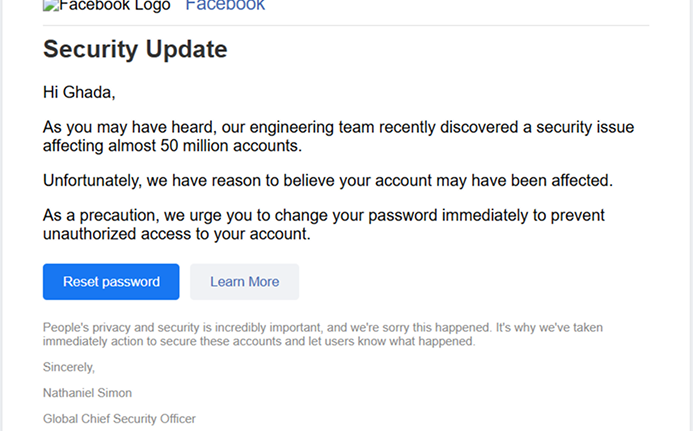 Facebook Logo Facebook
Security Update
Hi Ghada,
As you may have heard, our engineering team recently discovered a security issue
affecting almost 50 million accounts.
Unfortunately, we have reason to believe your account may have been affected.
As a precaution, we urge you to change your password immediately to prevent
unauthorized access to your account.
Reset password Learn More
People's privacy and security is incredibly important, and we're sorry this happened. It's why we've taken
immediately action to secure these accounts and let users know what happened.
Sincerely,
Nathaniel Simon
Global Chief Security Officer